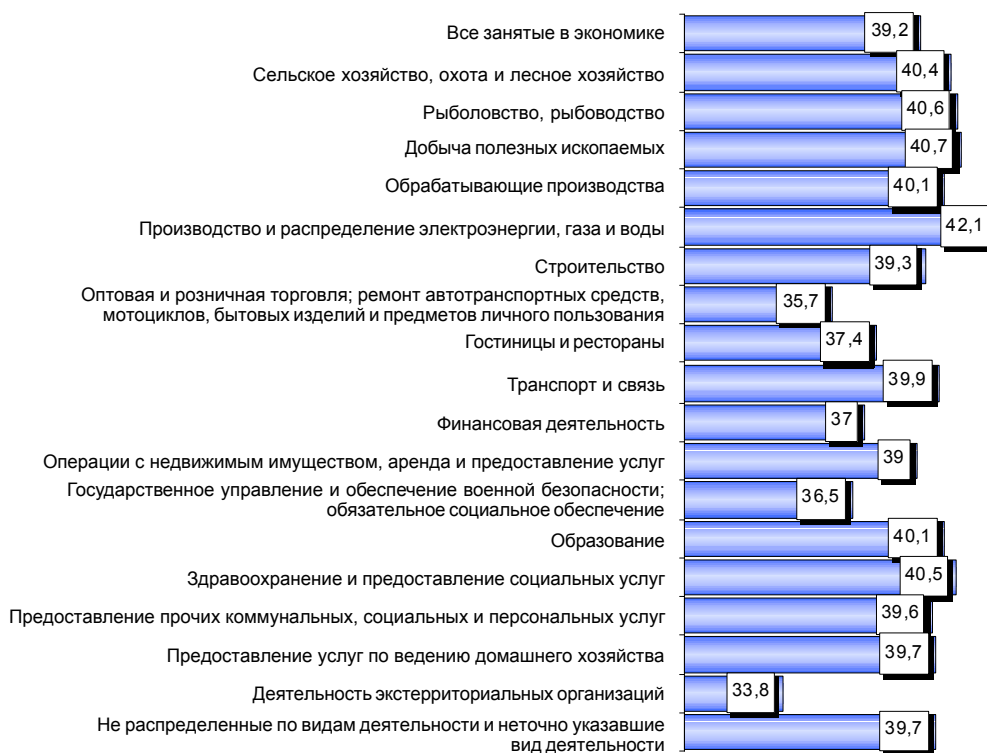 Все занятые в экономике 39,2
Сельское хозяйство, охота и лесное хозяйство 40,4
Рыболовство, рыбоводство 40,6
Добыча полезных ископаемых 40,7
Обрабатывающие производства 40,1
Производство и распределение электроэнергии, газа и воды 42,1
Строительство 39,3
Оптовая и розничная торговля; ремонт автотранспортных средств,
мотоциклов, бытовых изделий и предметов личного пользования 35,7
Гостиницы и рестораны 37,4
Транспорт и связь 39,9
Финансовая деятельность 37
Операции с недвижимым имуществом, аренда и предоставление услуг 39
Государственное управление и обеспечение военной безопасности;
обязательное социальное обеспечение 36,5
Образование 40,1
Здравоохранение и предоставление социальных услуг 40,5
Предоставление прочих коммунальных, социальных и персональных услуг 39,6
Предоставление услуг по ведению домашнего хозяйства 39,7
Деятельность экстерриториальных организаций 33,8
Не распределенные по видам деятельности и неточно указавшие
вид деятельности 39,7